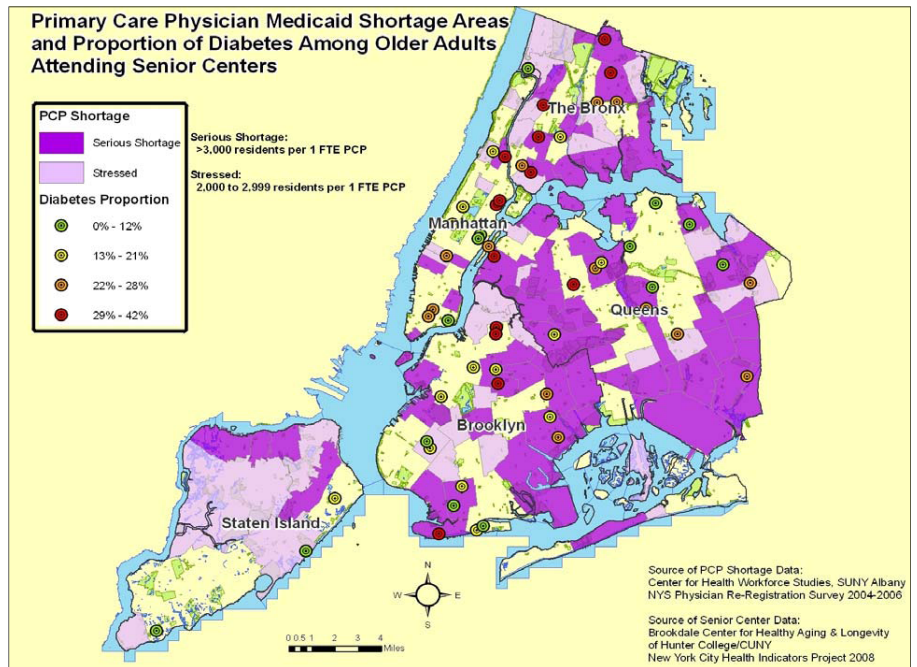 Primary Care Physician Medicaid Shortage Areas
and Proportion of Diabetes Among Older Adults
Attending Senior Centers
PCP Shortage
Serious Shortage
Stressed
Diabetes Proportion
0% - 12%
13% - 21%
22% - 28%
29% - 42%
Serious Shortage:
>3,000 residents per 1 FTE PCP
Stressed:
2,000 to 2,999 residents per 1 FTE PCP
The Bronx
Manhattan
Queens
Brooklyn
Staten Island
N
W E
S
0 0.5 1 2 3 4
Miles
Source of PCP Shortage Data:
Center for Health Workforce Studies, SUNY Albany
NYS Physician Re-Registration Survey 2004-2006
Source of Senior Center Data:
Brookdale Center for Healthy Aging & Longevity
of Hunter College/CUNY
New York City Health Indicators Project 2008